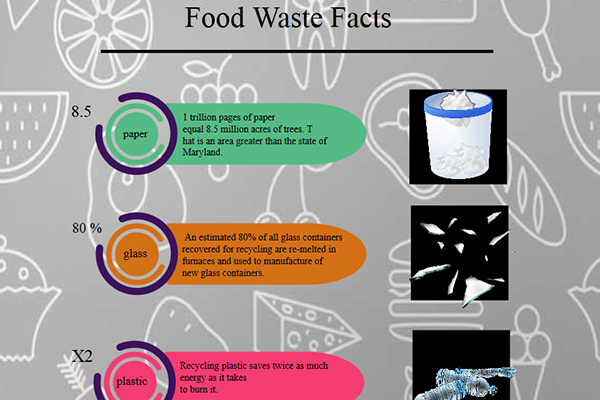 Food Waste Facts
8.5
paper
1 trillion pages of paper
equal 8.5 million acres of trees. T
hat is an area greater than the state of
Maryland.
80 %
glass
An estimated 80% of all glass containers
recovered for recycling are re-melted in
furnaces and used to manufacture of
new glass containers.
X2
plastic
Recycling plastic saves twice as much
energy as it takes
to burn it.